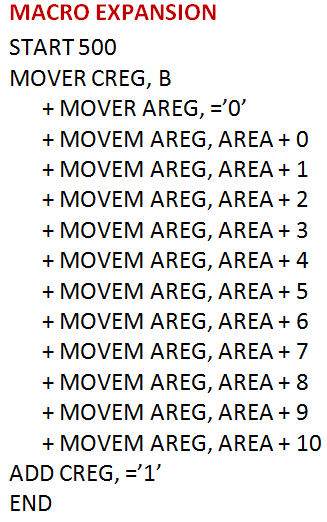 MACRO EXPANSION
START 500
MOVER CREG, B
+ MOVER AREG, =’0’
+ MOVEM AREG, AREA + 0
+ MOVEM AREG, AREA + 1
+ MOVEM AREG, AREA + 2
+ MOVEM AREG, AREA + 3
+ MOVEM AREG, AREA + 4
+ MOVEM AREG, AREA + 5
+ MOVEM AREG, AREA + 6
+ MOVEM AREG, AREA + 7
+ MOVEM AREG, AREA + 8
+ MOVEM AREG, AREA + 9
+ MOVEM AREG, AREA + 10
ADD CREG, =’1’
END